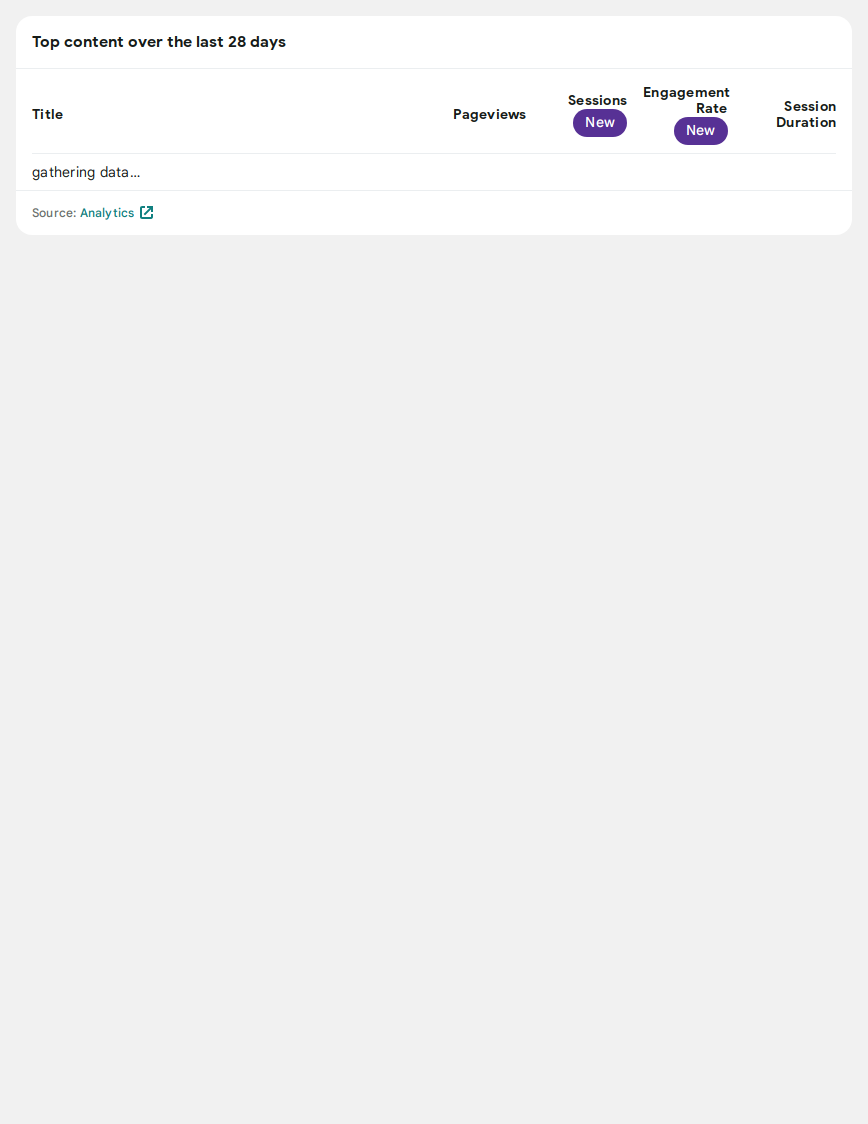 Top content over the last 28 days
Title
Pageviews
Sessions
New
Engagement
Rate
New
Session
Duration
gathering data…
Source: Analytics